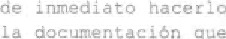 de inmediato hacerlo
la documentación que